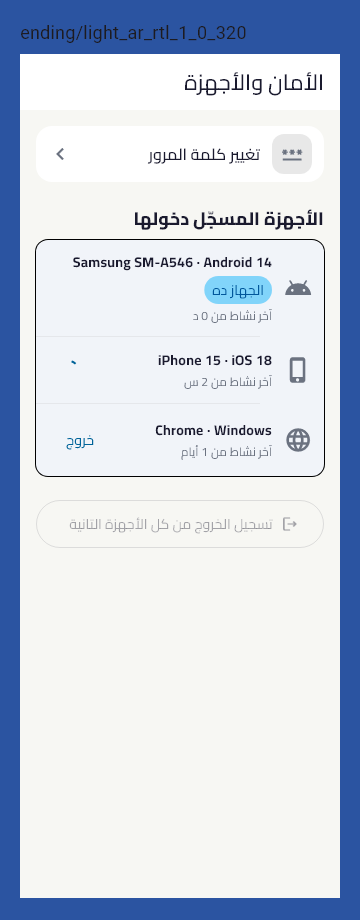 ending/light_ar_rtl_1_0_320
الأمان والأجهزة
تغيير كلمة المرور
الأجهزة المسجّل دخولها
Samsung SM-A546 · Android 14
الجهاز ده
آخر نشاط من 0 د
iPhone 15 · iOS 18
آخر نشاط من 2 س
Chrome · Windows
آخر نشاط من 1 أيام
خروج
تسجيل الخروج من كل الأجهزة التانية